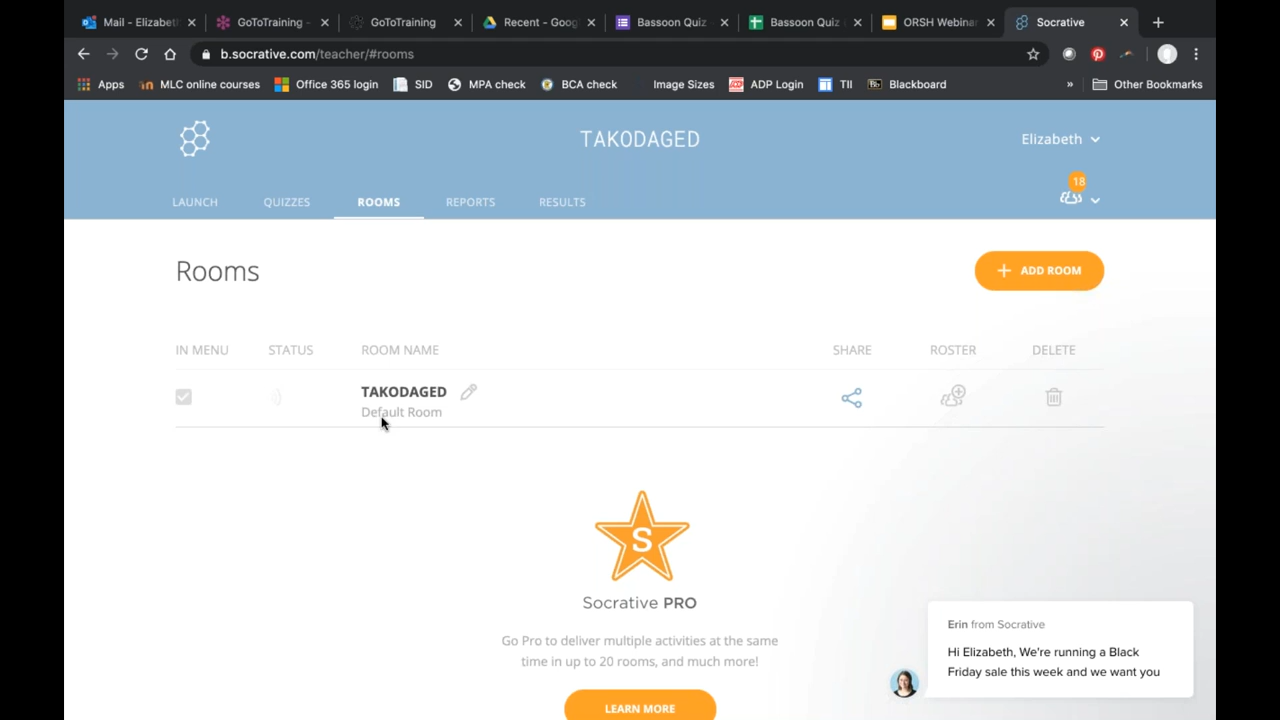 Mail - Elizabeth
GoToTraining -
GoToTraining
Recent - Goog
Bassoon Quiz
Bassoon Quiz
ORSH Webinar
Socrative
b.socrative.com/teacher/#rooms
Apps
MLC online courses
Office 365 login
SID
MPA check
BCA check
Image Sizes
ADP Login
TII
Bb
Blackboard
»
Other Bookmarks
TAKODAGED
Elizabeth
LAUNCH
QUIZZES
ROOMS
REPORTS
RESULTS
18
Rooms
+ ADD ROOM
IN MENU
STATUS
ROOM NAME
SHARE
ROSTER
DELETE
TAKODAGED
Default Room
S
Socrative PRO
Go Pro to deliver multiple activities at the same
time in up to 20 rooms, and much more!
LEARN MORE
Erin from Socrative
Hi Elizabeth, We're running a Black
Friday sale this week and we want you